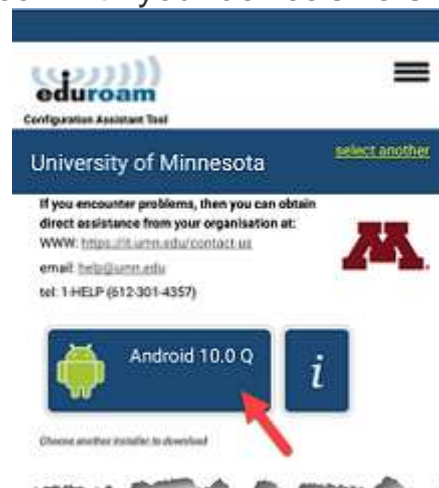 eduroam
Configuration Assistant Tool
University of Minnesota
select another
If you encounter problems, then you can obtain
direct assistance from your organisation at:
WWW: https://it.umn.edu/contact-us
email: help@umn.edu
tel: 1-HELP (612-301-4357)
M
Android 10.0 Q
i
Choose another installer to download